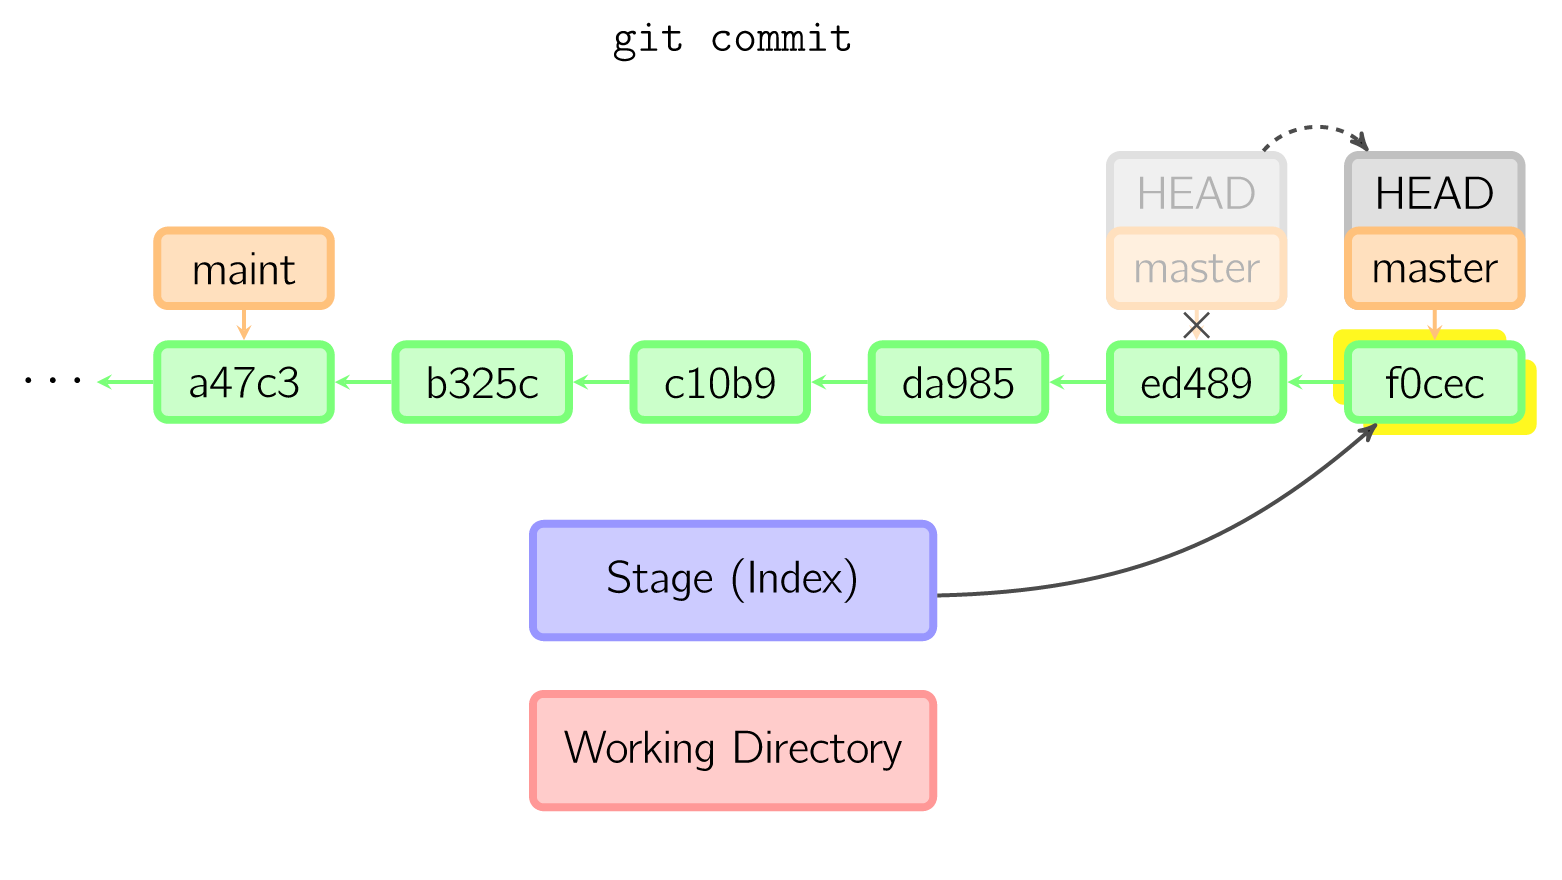 git commit
HEAD HEAD
maint master master
... a47c3 b325c c10b9 da985 ed489 f0cec
Stage (Index)
Working Directory